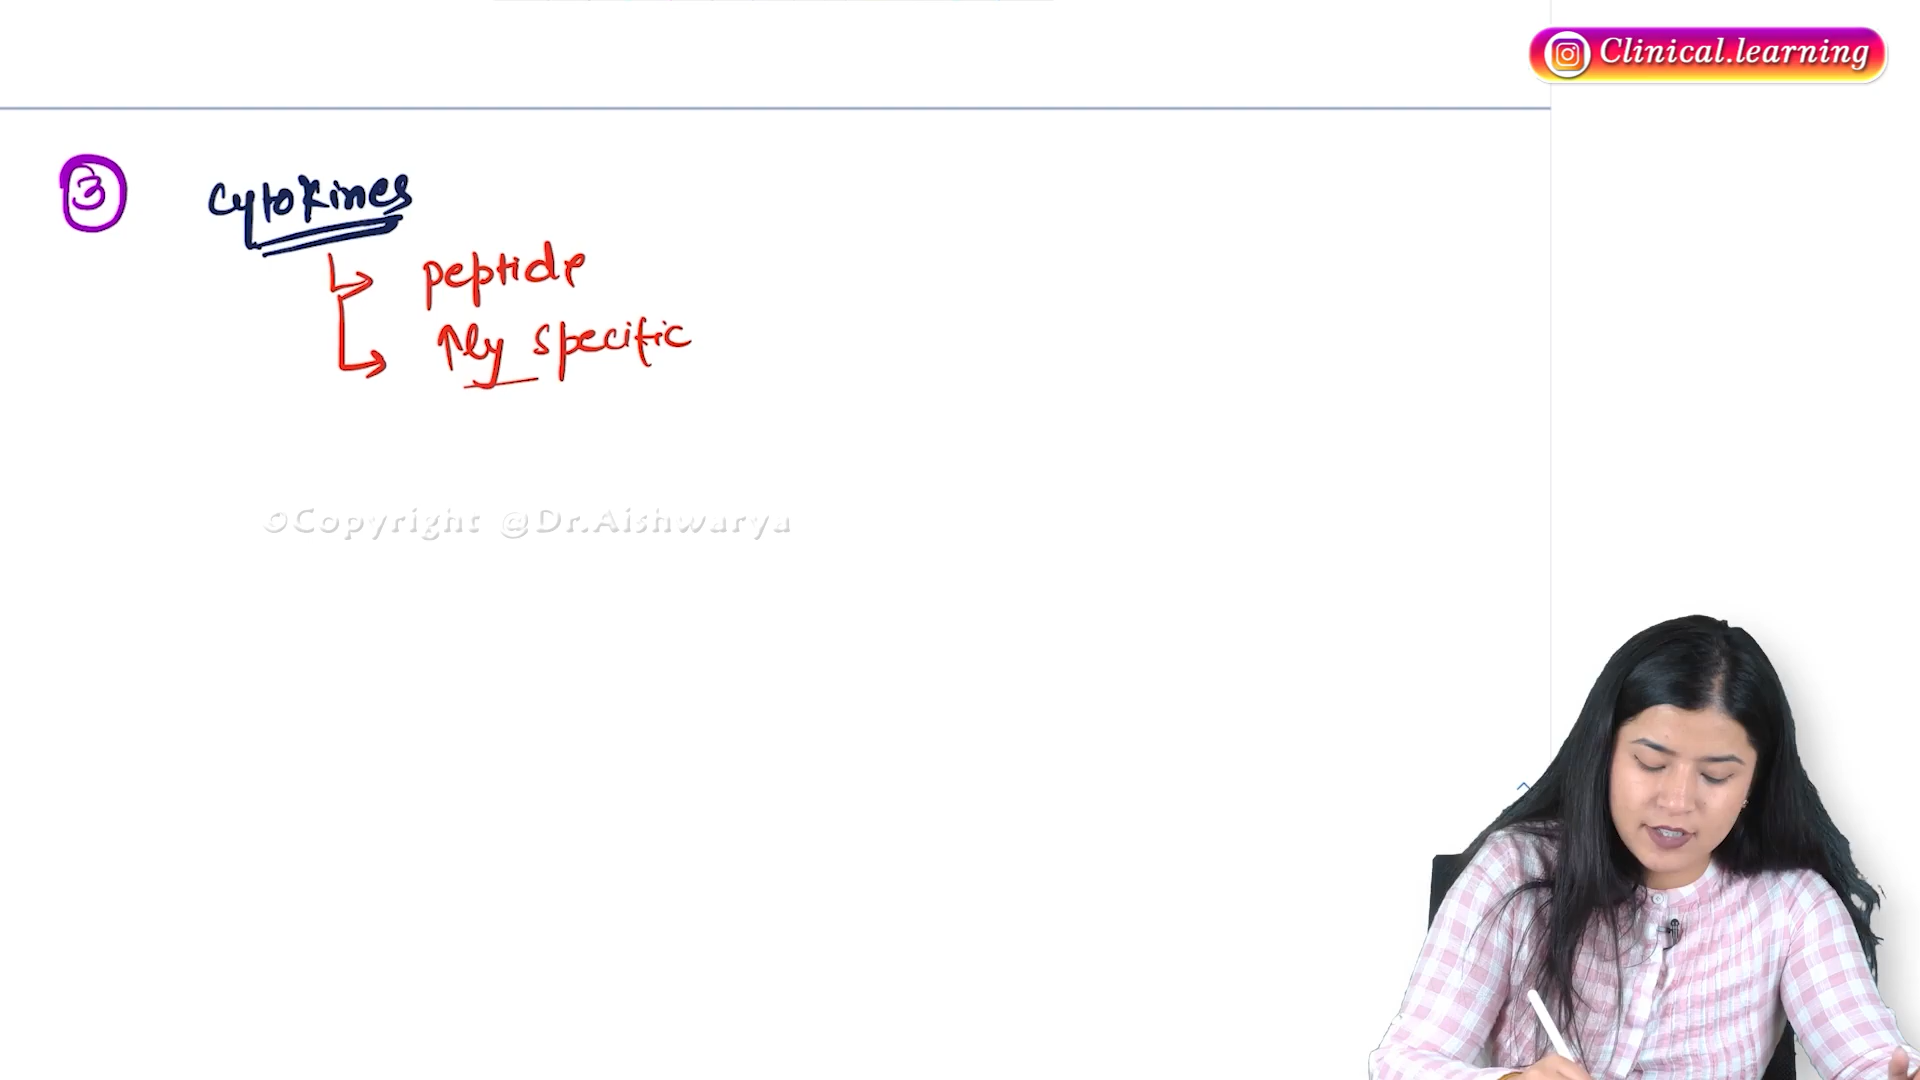 Clinical.learning
3 Cytokines
peptide
↑ly specific
©Copyright @Dr.Aishwarya